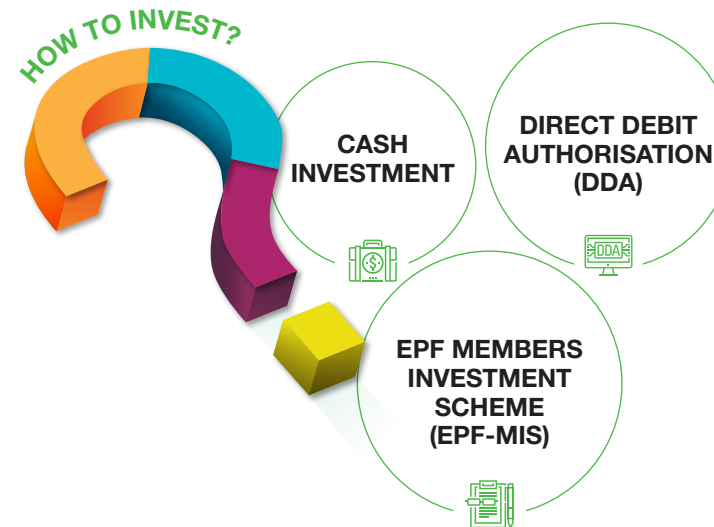 HOW TO INVEST?
CASH
INVESTMENT
DIRECT DEBIT
AUTHORISATION
(DDA)
DDA
EPF MEMBERS
INVESTMENT
SCHEME
(EPF-MIS)